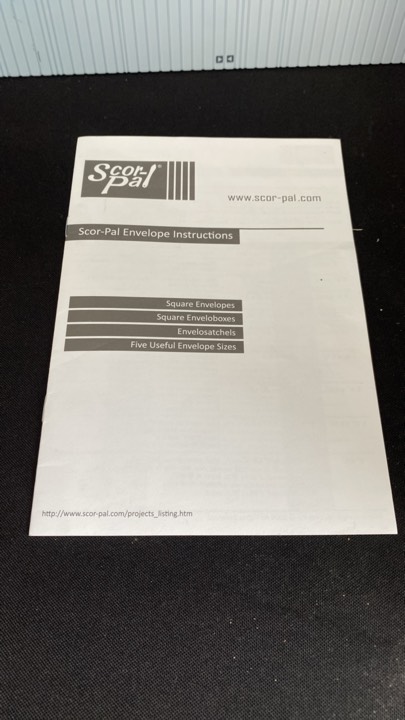 Scor-
Pal®
www.scor-pal.com
Scor-Pal Envelope Instructions
Square Envelopes
Square Enveloboxes
Envelosatchels
Five Useful Envelope Sizes
http://www.scor-pal.com/projects_listing.htm